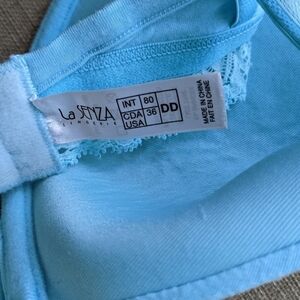 La SENZA
LINGERIE
INT 80
CDA 36
USA
DD
MADE IN CHINA
FAIT EN CHINE